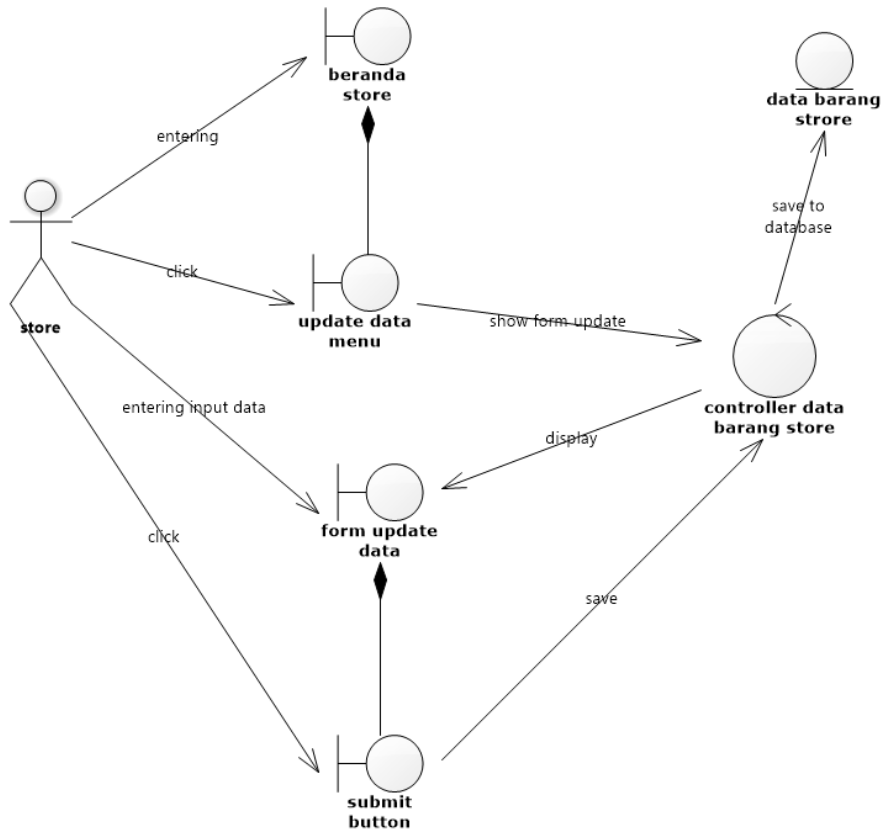 beranda
store
data barang
strore
entering
save to
database
click
store
update data
menu
show form update
controller data
barang store
entering input data
display
form update
data
click
save
submit
button